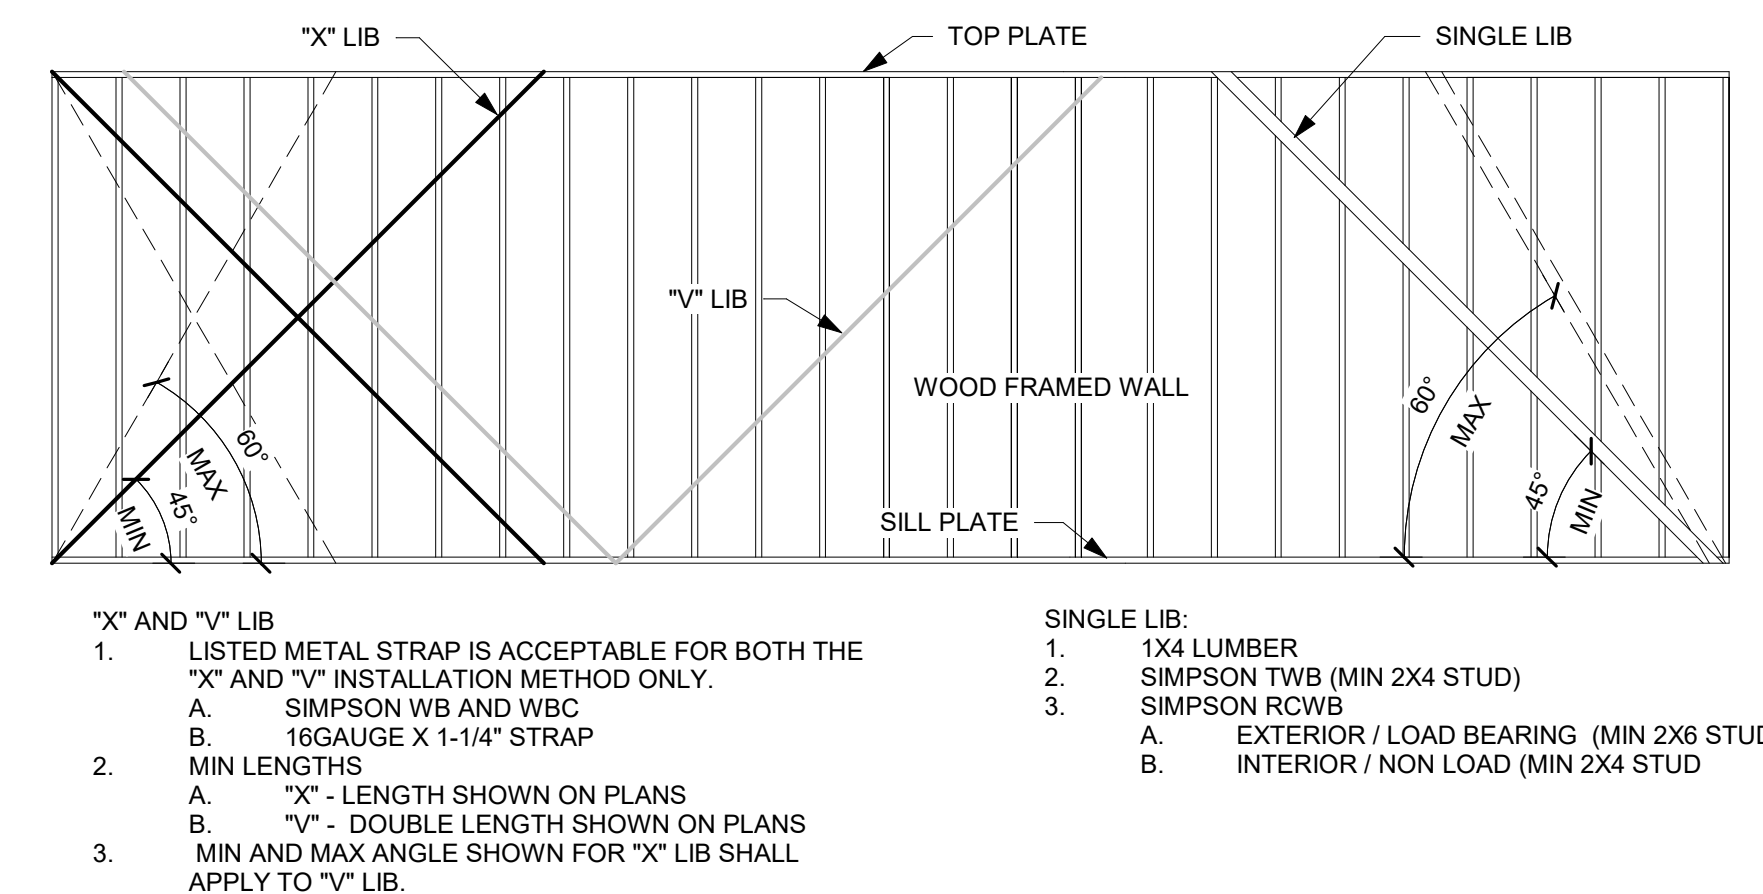 "X" LIB
TOP PLATE
SINGLE LIB
"V" LIB
WOOD FRAMED WALL
60°
MAX
60°
MAX
45°
MIN
45°
MIN
SILL PLATE
"X" AND "V" LIB
1. LISTED METAL STRAP IS ACCEPTABLE FOR BOTH THE
"X" AND "V" INSTALLATION METHOD ONLY.
A. SIMPSON WB AND WBC
B. 16GAUGE X 1-1/4" STRAP
2. MIN LENGTHS
A. "X" - LENGTH SHOWN ON PLANS
B. "V" - DOUBLE LENGTH SHOWN ON PLANS
3. MIN AND MAX ANGLE SHOWN FOR "X" LIB SHALL
APPLY TO "V" LIB.
SINGLE LIB:
1. 1X4 LUMBER
2. SIMPSON TWB (MIN 2X4 STUD)
3. SIMPSON RCWB
A. EXTERIOR / LOAD BEARING (MIN 2X6 STUD
B. INTERIOR / NON LOAD (MIN 2X4 STUD